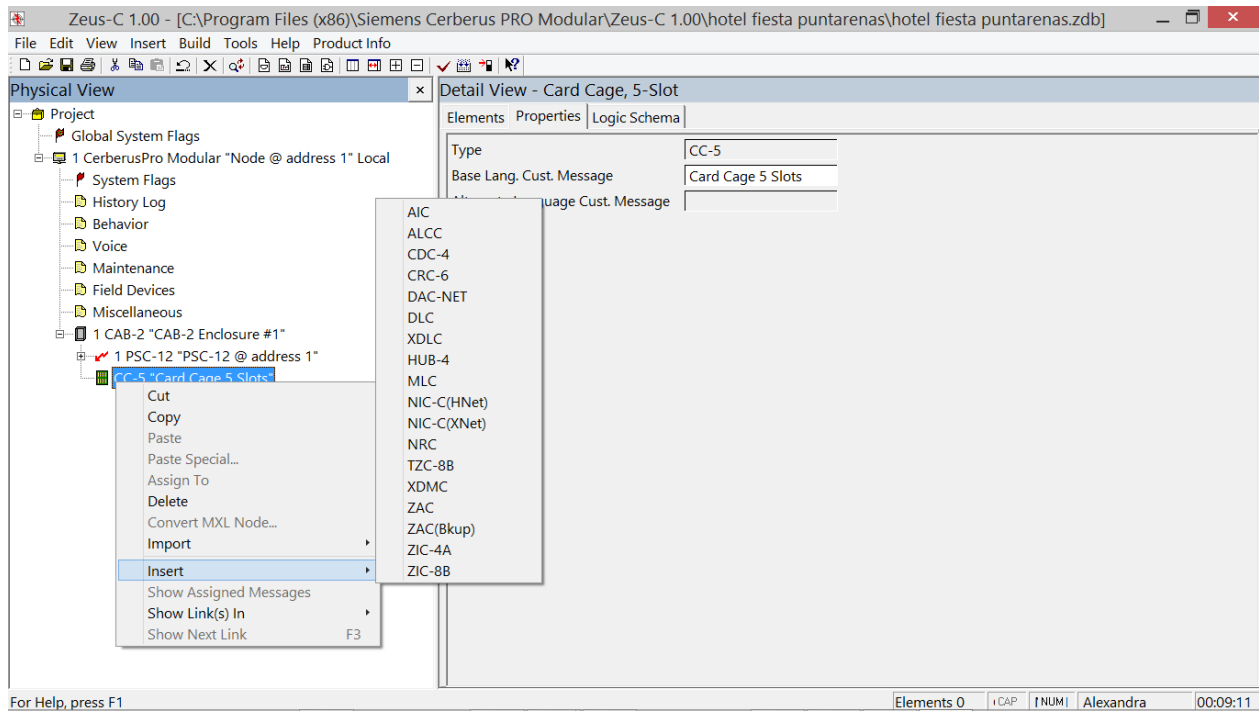 Zeus-C 1.00 - [C:\Program Files (x86)\Siemens Cerberus PRO Modular\Zeus-C 1.00\hotel fiesta puntarenas\hotel fiesta puntarenas.zdb]
File Edit View Insert Build Tools Help Product Info
Physical View
Project
Global System Flags
1 CerberusPro Modular "Node @ address 1" Local
System Flags
History Log
Behavior
Voice
Maintenance
Field Devices
Miscellaneous
1 CAB-2 "CAB-2 Enclosure #1"
1 PSC-12 "PSC-12 @ address 1"
CC-5 "Card Cage 5 Slots"
Cut
Copy
Paste
Paste Special...
Assign To
Delete
Convert MXL Node...
Import
Insert
Show Assigned Messages
Show Link(s) In
Show Next Link F3
AIC
ALCC
CDC-4
CRC-6
DAC-NET
DLC
XDLC
HUB-4
MLC
NIC-C(HNet)
NIC-C(XNet)
NRC
TZC-8B
XDMC
ZAC
ZAC(Bkup)
ZIC-4A
ZIC-8B
Detail View - Card Cage, 5-Slot
Elements Properties Logic Schema
Type CC-5
Base Lang. Cust. Message Card Cage 5 Slots
Cust. Message
For Help, press F1
Elements 0 CAP NUM Alexandra 00:09:11